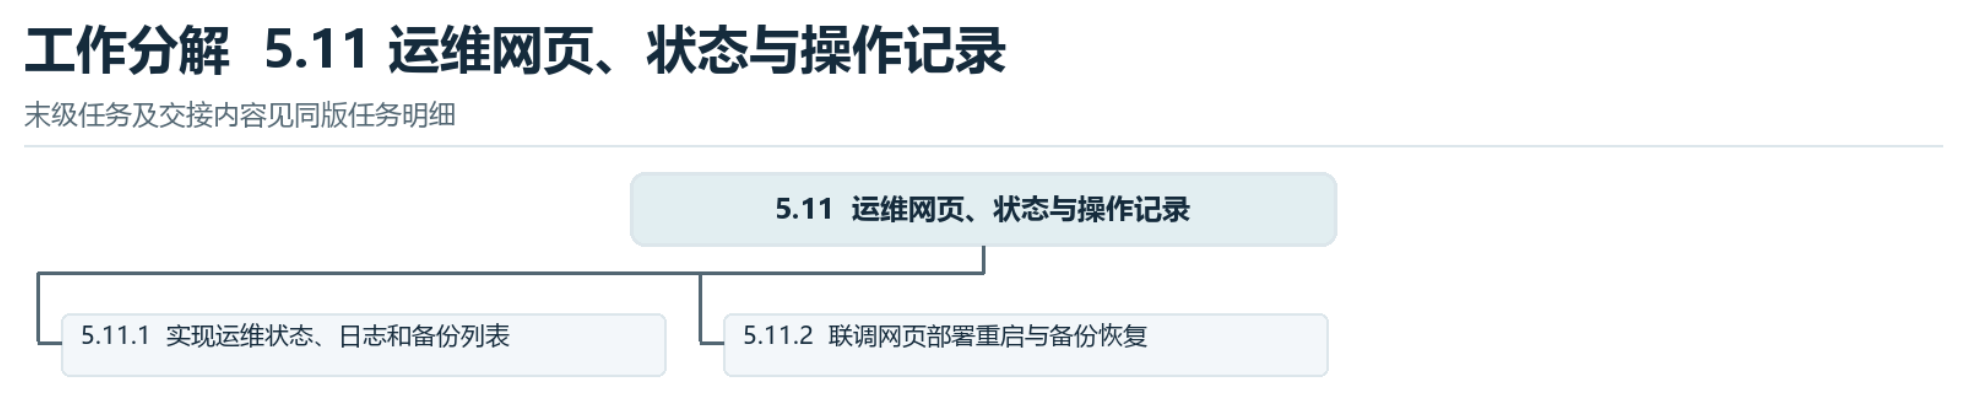 工作分解 5.11 运维网页、状态与操作记录
末级任务及交接内容见同版任务明细
5.11 运维网页、状态与操作记录
5.11.1 实现运维状态、日志和备份列表
5.11.2 联调网页部署重启与备份恢复